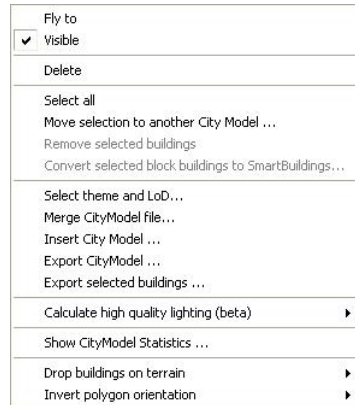 Fly to
Visible
Delete
Select all
Move selection to another City Model ...
Remove selected buildings
Convert selected block buildings to SmartBuildings...
Select theme and LoD...
Merge CityModel file...
Insert City Model ...
Export CityModel ...
Export selected buildings ...
Calculate high quality lighting (beta)
Show CityModel Statistics ...
Drop buildings on terrain
Invert polygon orientation